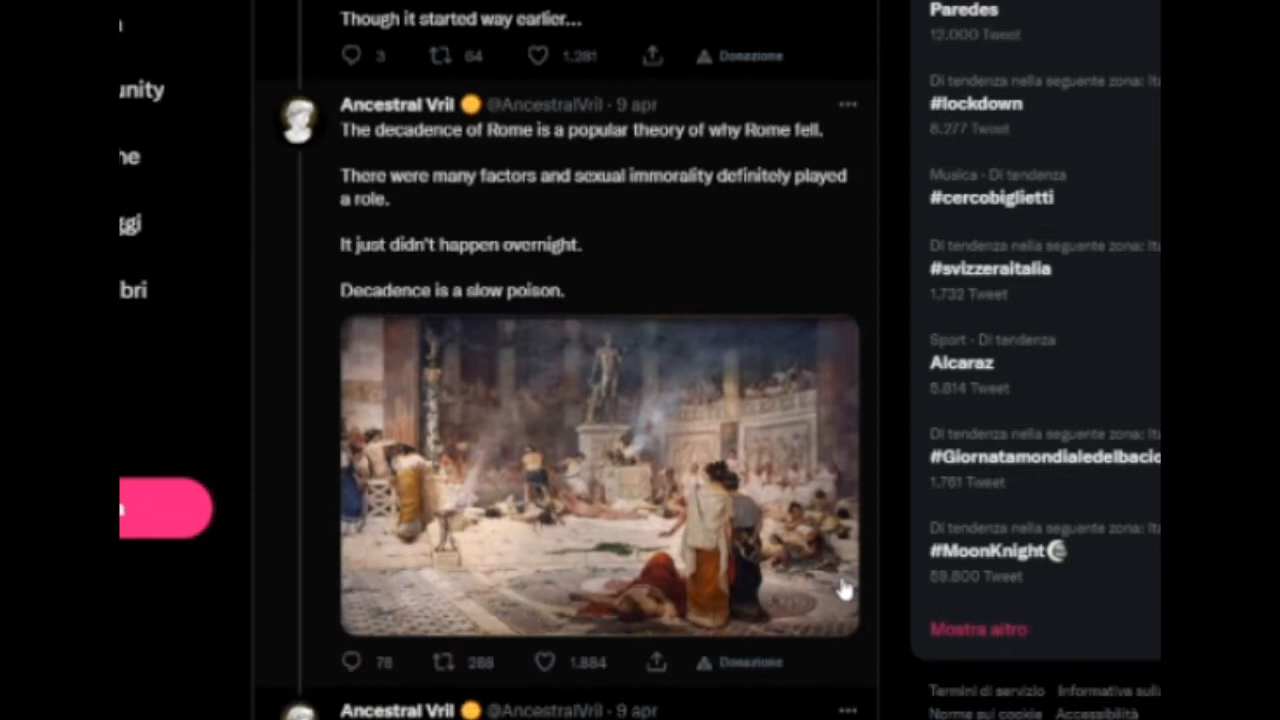 Though it started way earlier...
3 64 1.281 Donazione
Ancestral Vril @AncestralVril · 9 apr
The decadence of Rome is a popular theory of why Rome fell.
There were many factors and sexual immorality definitely played
a role.
It just didn't happen overnight.
Decadence is a slow poison.
78 288 1.884 Donazione
Ancestral Vril @AncestralVril · 9 apr
unity
he
ggi
bri
Paredes
12.000 Tweet
Di tendenza nella seguente zona: Ita
#lockdown
6.277 Tweet
Musica · Di tendenza
#cercobiglietti
Di tendenza nella seguente zona: Ita
#svizzeraitalia
1.732 Tweet
Sport · Di tendenza
Alcaraz
5.814 Tweet
Di tendenza nella seguente zona: Ita
#Giornatamondialedelbacio
1.761 Tweet
Di tendenza nella seguente zona: Ita
#MoonKnight
59.800 Tweet
Mostra altro
Termini di servizio Informativa sulla
Norme sui cookie Accessibilità